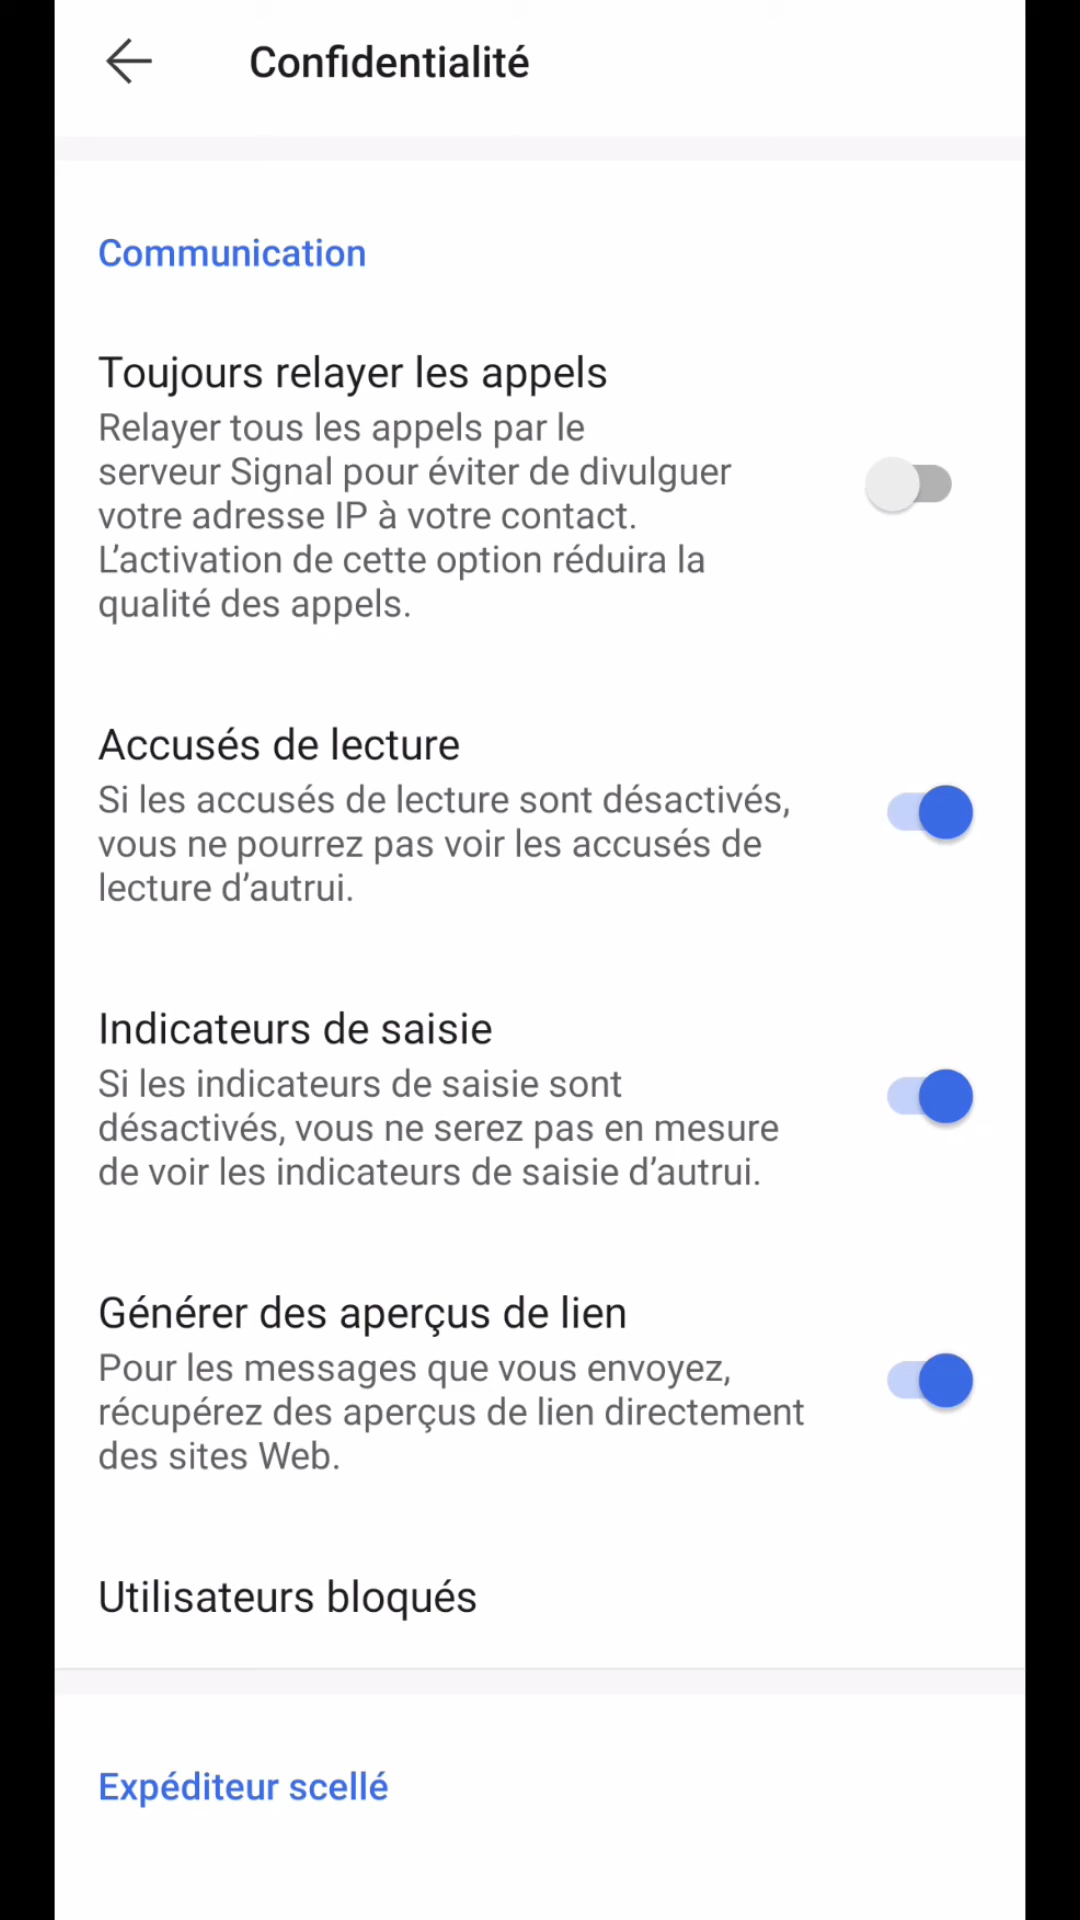 Confidentialité
Communication
Toujours relayer les appels
Relayer tous les appels par le
serveur Signal pour éviter de divulguer
votre adresse IP à votre contact.
L’activation de cette option réduira la
qualité des appels.
Accusés de lecture
Si les accusés de lecture sont désactivés,
vous ne pourrez pas voir les accusés de
lecture d’autrui.
Indicateurs de saisie
Si les indicateurs de saisie sont
désactivés, vous ne serez pas en mesure
de voir les indicateurs de saisie d’autrui.
Générer des aperçus de lien
Pour les messages que vous envoyez,
récupérez des aperçus de lien directement
des sites Web.
Utilisateurs bloqués
Expéditeur scellé